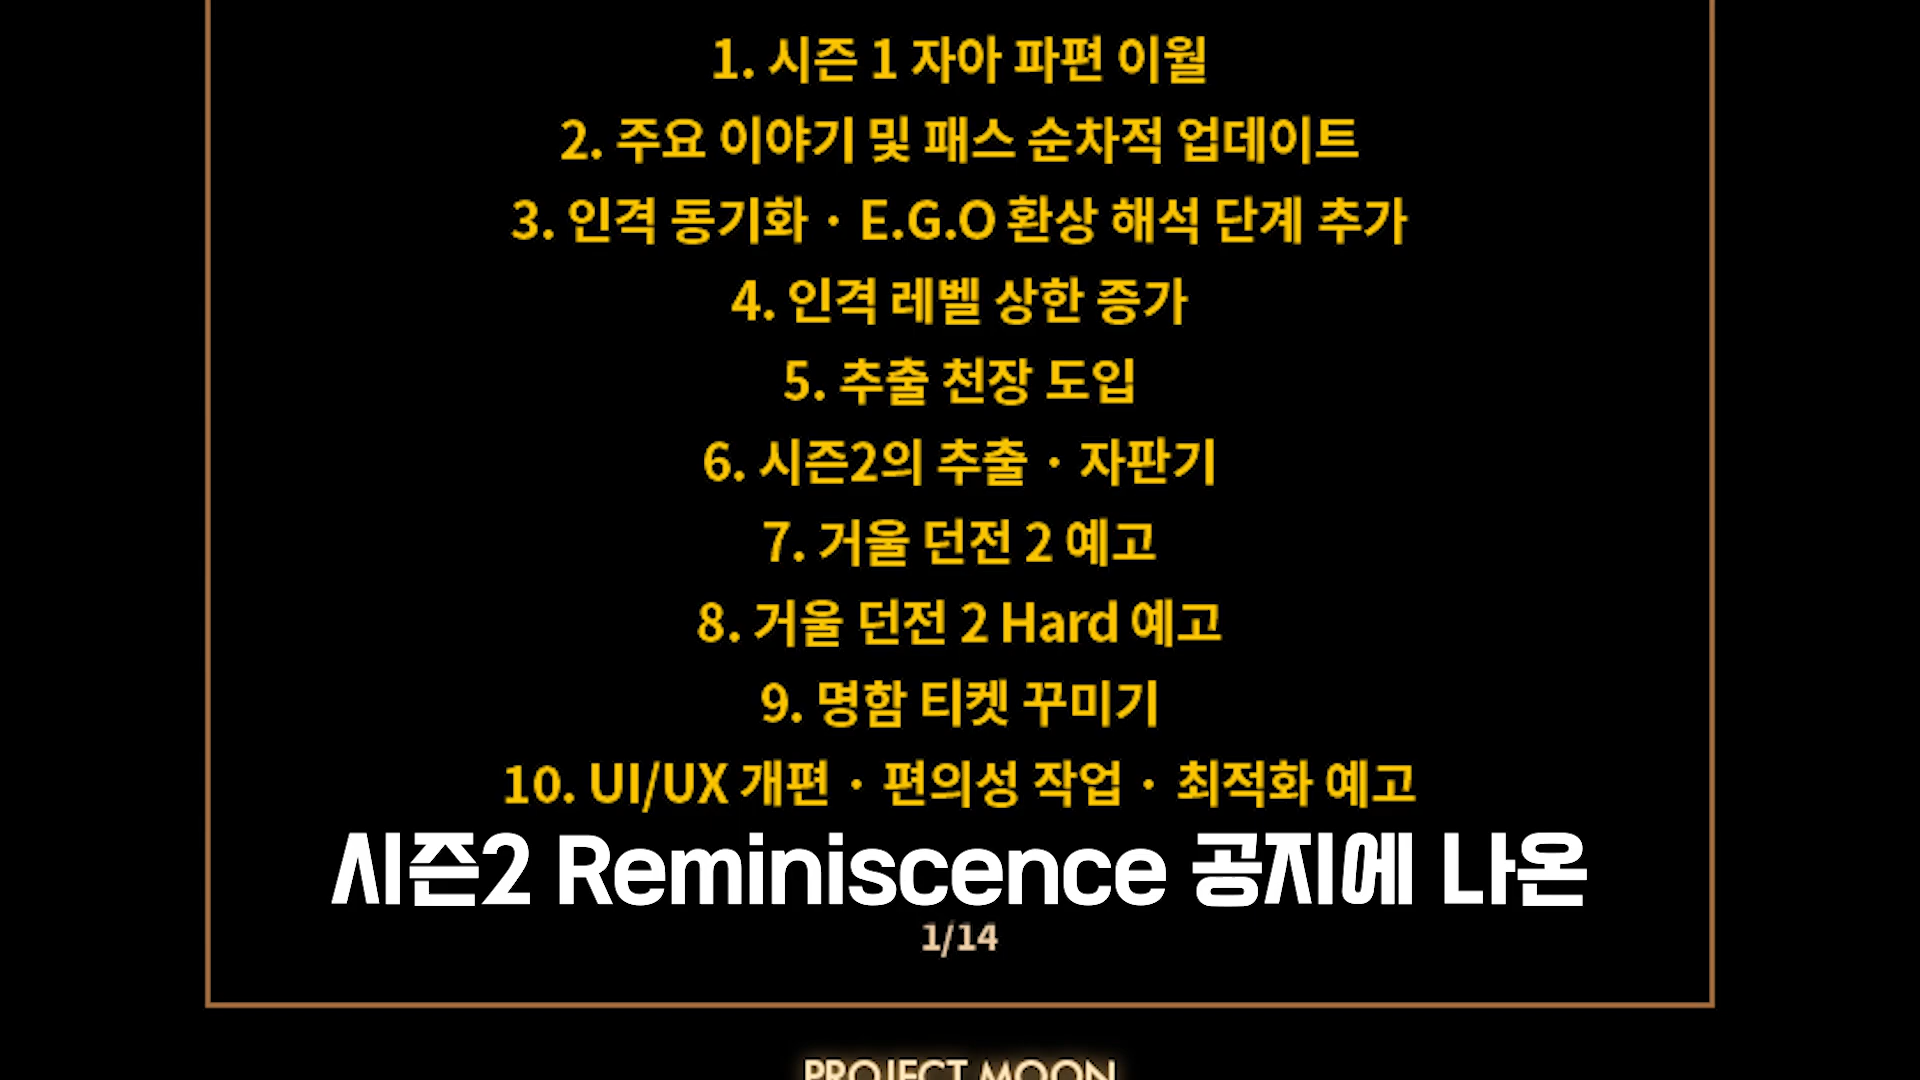 1. 시즌 1 자아 파편 이월
2. 주요 이야기 및 패스 순차적 업데이트
3. 인격 동기화 · E.G.O 환상 해석 단계 추가
4. 인격 레벨 상한 증가
5. 추출 천장 도입
6. 시즌2의 추출 · 자판기
7. 거울 던전 2 예고
8. 거울 던전 2 Hard 예고
9. 명함 티켓 꾸미기
10. UI/UX 개편 · 편의성 작업 · 최적화 예고
시즌2 Reminiscence 공지에 나온
1/14
PROJECT MOON